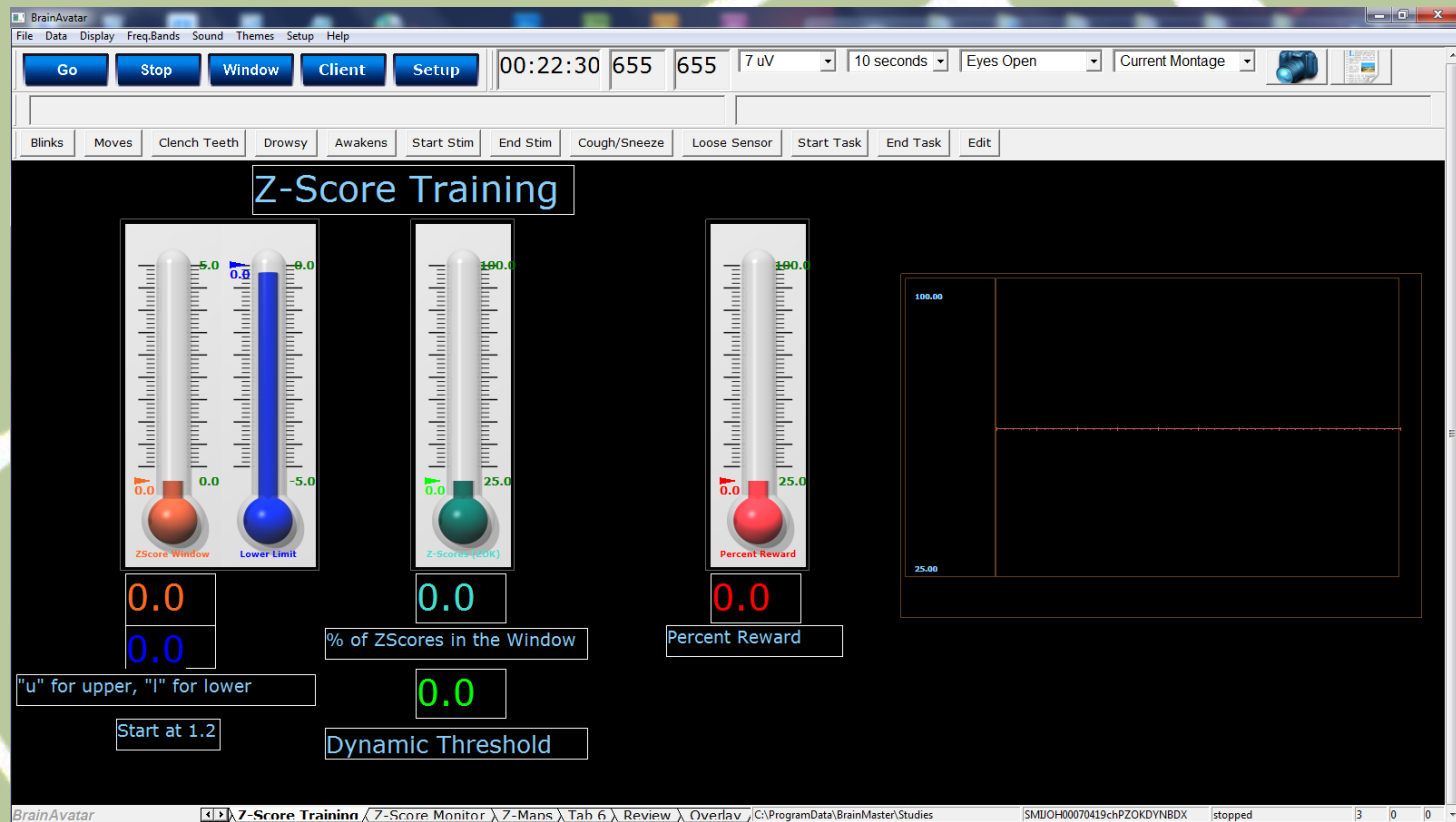 BrainAvatar
File Data Display Freq.Bands Sound Themes Setup Help
Go Stop Window Client Setup 00:22:30 655 655 7 uV 10 seconds Eyes Open Current Montage
Blinks Moves Clench Teeth Drowsy Awakens Start Stim End Stim Cough/Sneeze Loose Sensor Start Task End Task Edit
Z-Score Training
5.0 0.0 0.0 100.0 100.0
100.00
0.0 0.0 -5.0 0.0 25.0 0.0 25.0
ZScore Window Lower Limit Z-Scores (ZOK) Percent Reward
25.00
0.0 0.0 0.0
0.0 % of ZScores in the Window Percent Reward
"u" for upper, "l" for lower 0.0
Start at 1.2 Dynamic Threshold
BrainAvatar Z-Score Training Z-Score Monitor Z-Maps Tab 6 Review Overlay C:\ProgramData\BrainMaster\Studies stopped 3 0 0